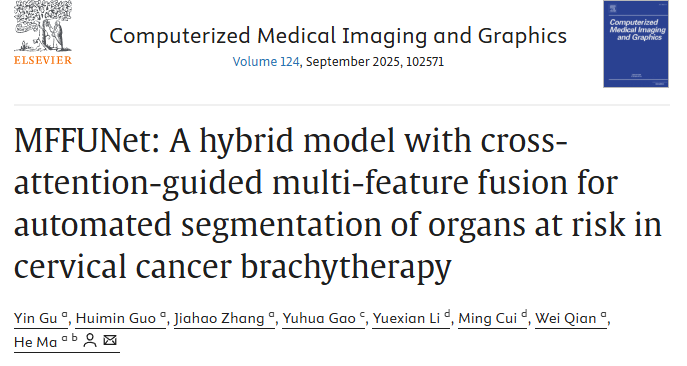 Computerized Medical Imaging and Graphics
ELSEVIER
Volume 124, September 2025, 102571
Computerized
Medical Imaging
and Graphics
MFFUNet: A hybrid model with cross-
attention-guided multi-feature fusion for
automated segmentation of organs at risk in
cervical cancer brachytherapy
Yin Gu a, Huimin Guo a, Jiahao Zhang a, Yuhua Gao c, Yuexian Li d, Ming Cui d, Wei Qian a,
He Ma a b